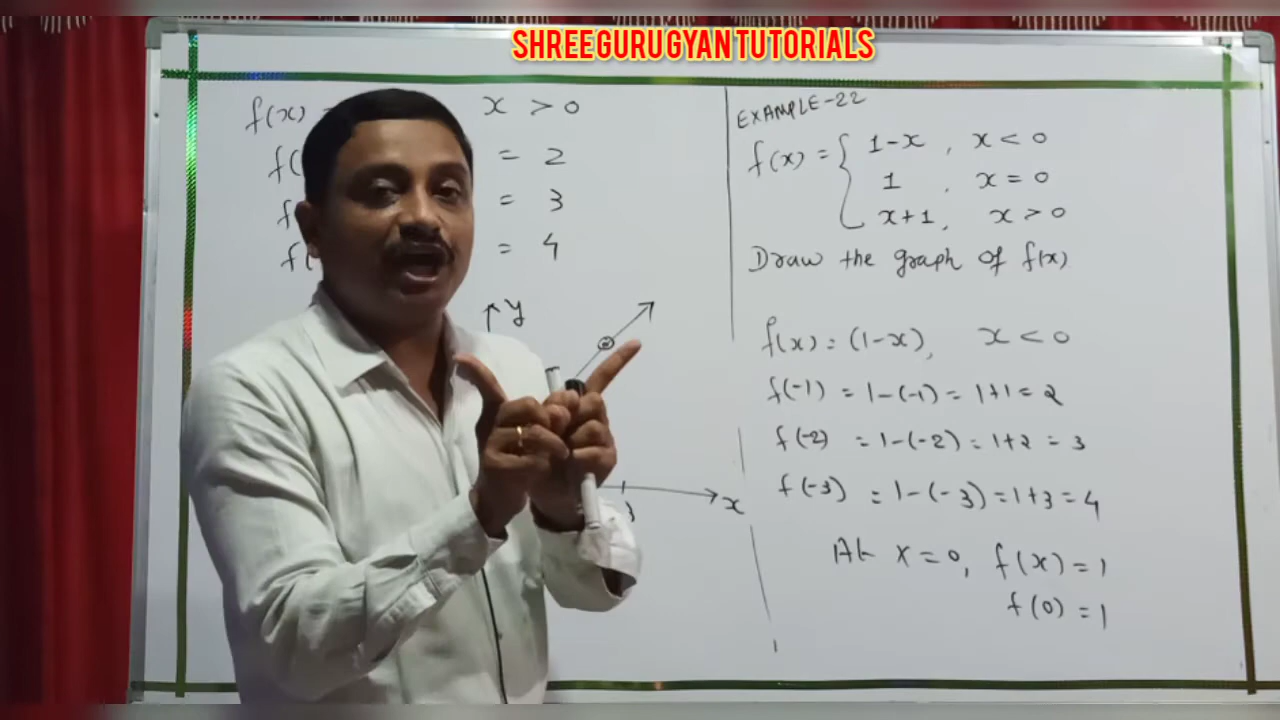 SHREE GURU GYAN TUTORIALS
f(x) x > 0
= 2
= 3
= 4
y
x
EXAMPLE-22
f(x) = { 1-x , x < 0
1 , x = 0
x+1, x > 0
Draw the graph of f(x)
f(x) = (1-x), x < 0
f(-1) = 1-(-1) = 1+1 = 2
f(-2) = 1-(-2) = 1+2 = 3
f(-3) = 1-(-3) = 1+3 = 4
At x = 0, f(x) = 1
f(0) = 1